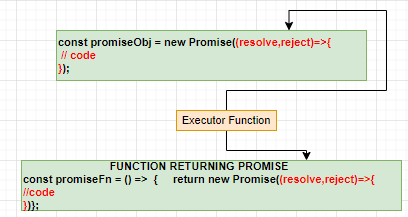 const promiseObj = new Promise((resolve,reject)=>{
// code
});
Executor Function
FUNCTION RETURNING PROMISE
const promiseFn = () => { return new Promise((resolve,reject)=>{
//code
})};